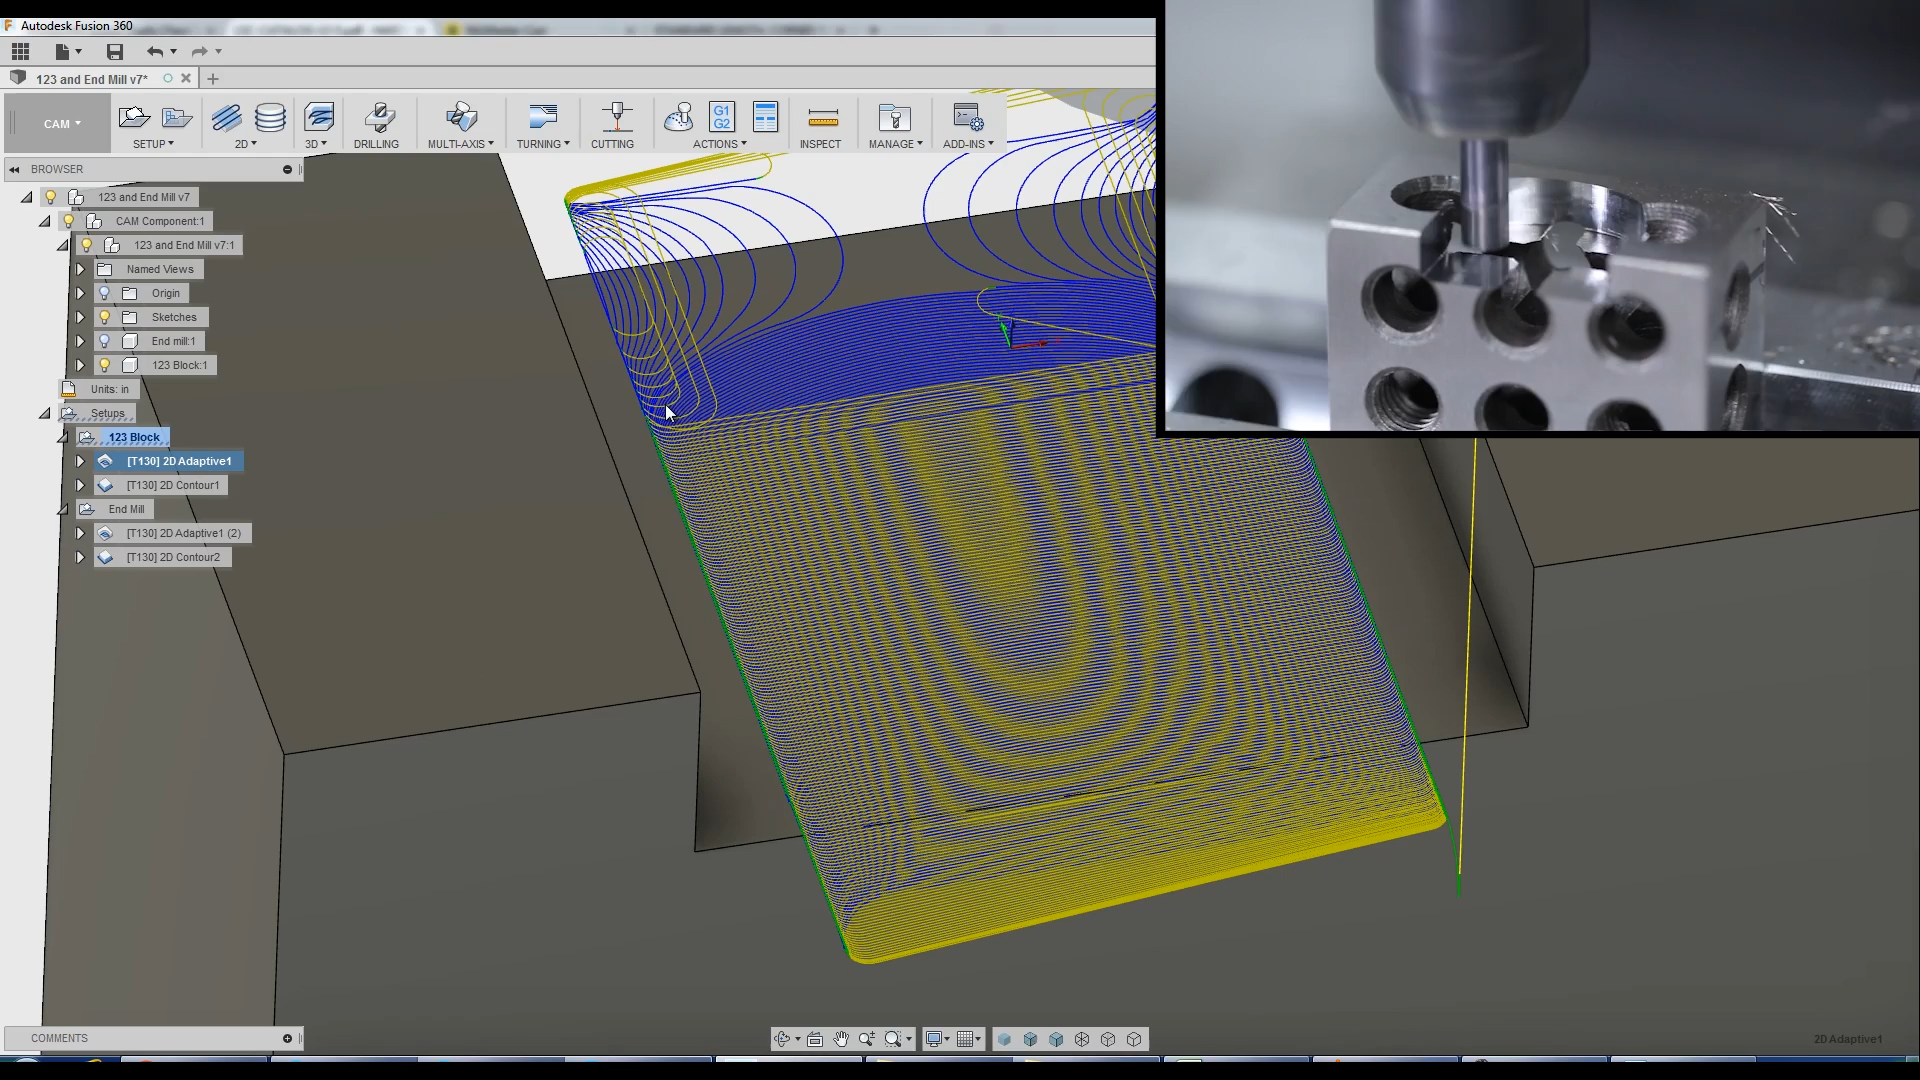 Autodesk Fusion 360
123 and End Mill v7*
CAM
SETUP
2D
3D
DRILLING
MULTI-AXIS
TURNING
CUTTING
G1
G2
ACTIONS
INSPECT
MANAGE
ADD-INS
BROWSER
123 and End Mill v7
CAM Component:1
123 and End Mill v7:1
Named Views
Origin
Sketches
End mill:1
123 Block:1
Units: in
Setups
123 Block
[T130] 2D Adaptive1
[T130] 2D Contour1
End Mill
[T130] 2D Adaptive1 (2)
[T130] 2D Contour2
COMMENTS
2D Adaptive1